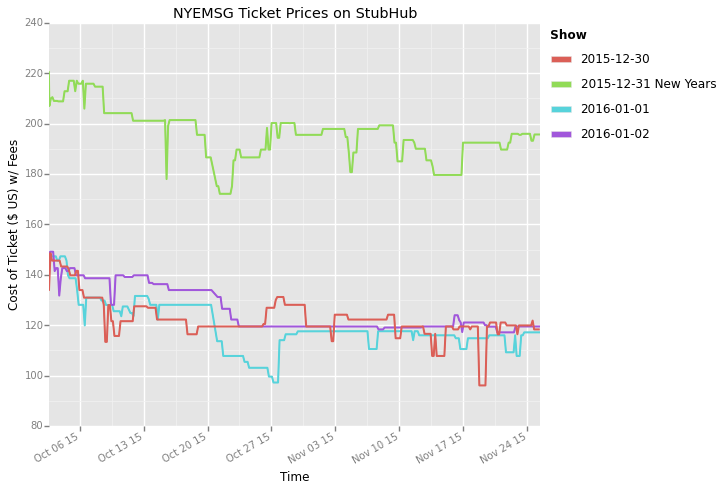 NYEMSG Ticket Prices on StubHub
Show
2015-12-30
2015-12-31 New Years
2016-01-01
2016-01-02
Cost of Ticket ($ US) w/ Fees
240
220
200
180
160
140
120
100
80
Oct 06 15
Oct 13 15
Oct 20 15
Oct 27 15
Nov 03 15
Nov 10 15
Nov 17 15
Nov 24 15
Time